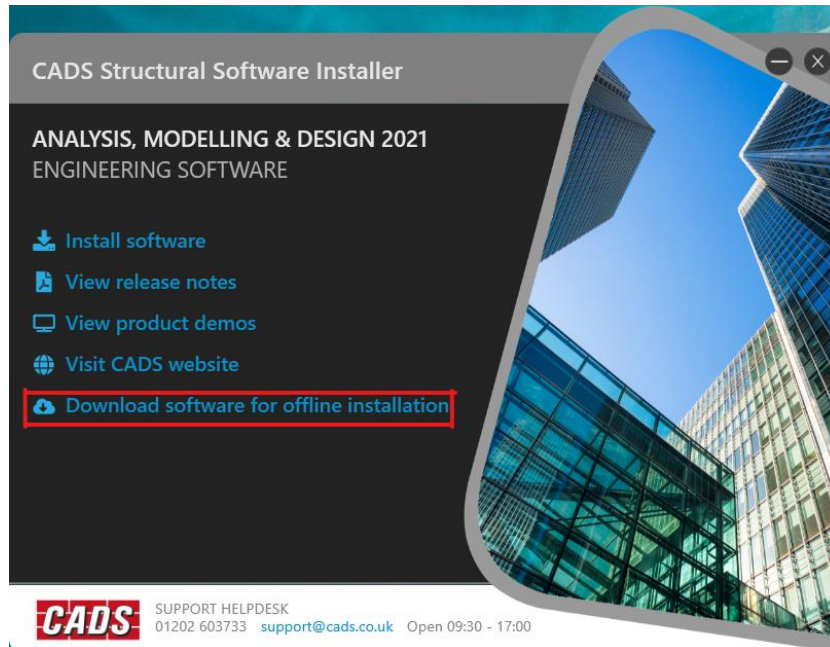 CADS Structural Software Installer
ANALYSIS, MODELLING & DESIGN 2021
ENGINEERING SOFTWARE
Install software
View release notes
View product demos
Visit CADS website
Download software for offline installation
CADS
SUPPORT HELPDESK
01202 603733 support@cads.co.uk Open 09:30 - 17:00